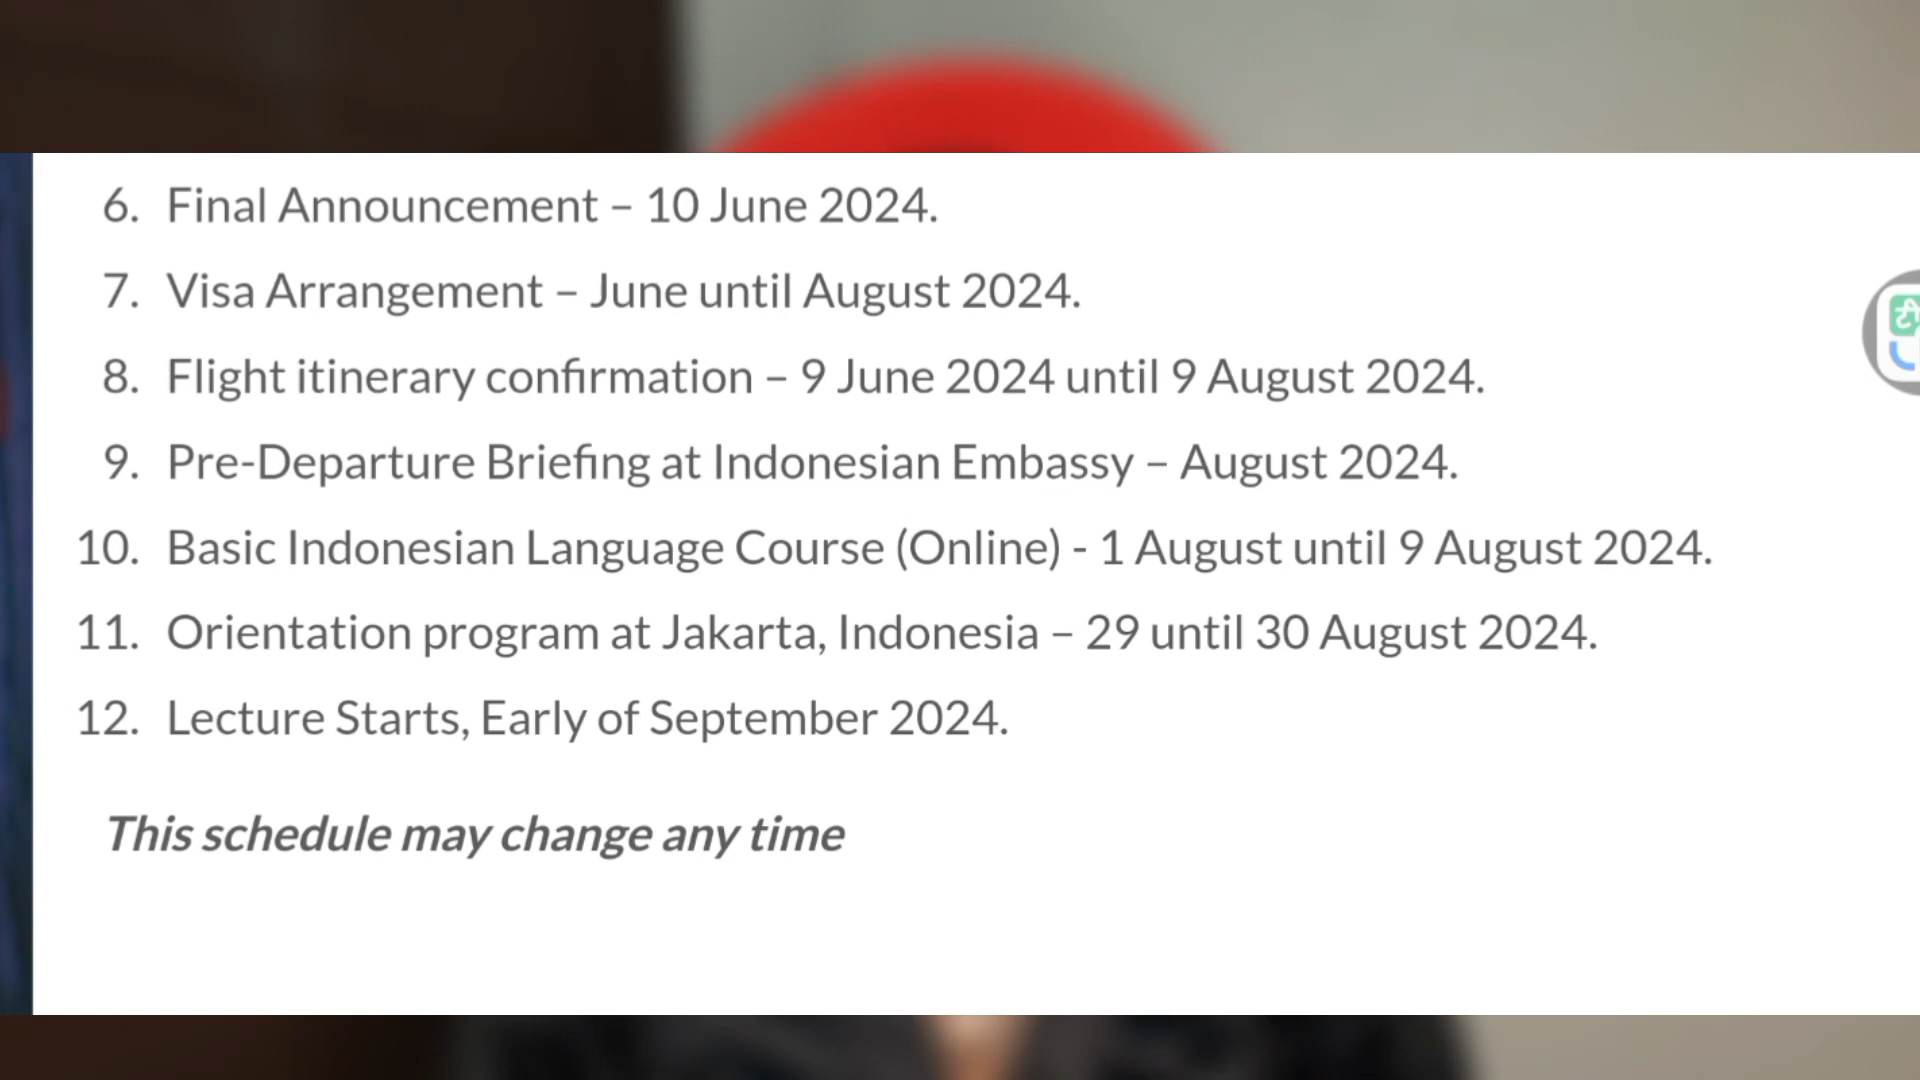 6. Final Announcement – 10 June 2024.
7. Visa Arrangement – June until August 2024.
8. Flight itinerary confirmation – 9 June 2024 until 9 August 2024.
9. Pre-Departure Briefing at Indonesian Embassy – August 2024.
10. Basic Indonesian Language Course (Online) - 1 August until 9 August 2024.
11. Orientation program at Jakarta, Indonesia – 29 until 30 August 2024.
12. Lecture Starts, Early of September 2024.
This schedule may change any time